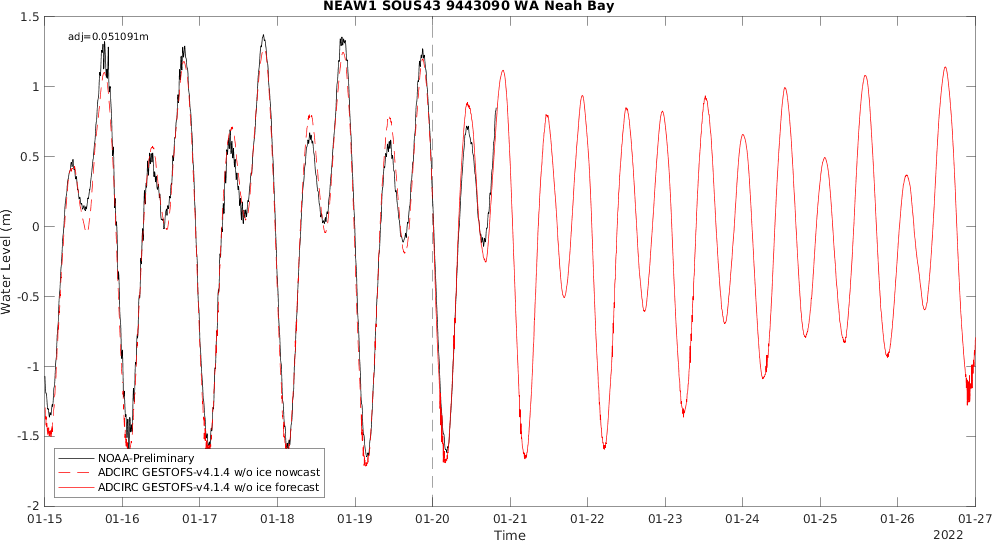 NEAW1 SOUS43 9443090 WA Neah Bay
adj=0.051091m
1.5
1
0.5
0
-0.5
-1
-1.5
-2
Water Level (m)
NOAA-Preliminary
ADCIRC GESTOFS-v4.1.4 w/o ice nowcast
ADCIRC GESTOFS-v4.1.4 w/o ice forecast
01-15 01-16 01-17 01-18 01-19 01-20 01-21 01-22 01-23 01-24 01-25 01-26 01-27
Time
2022